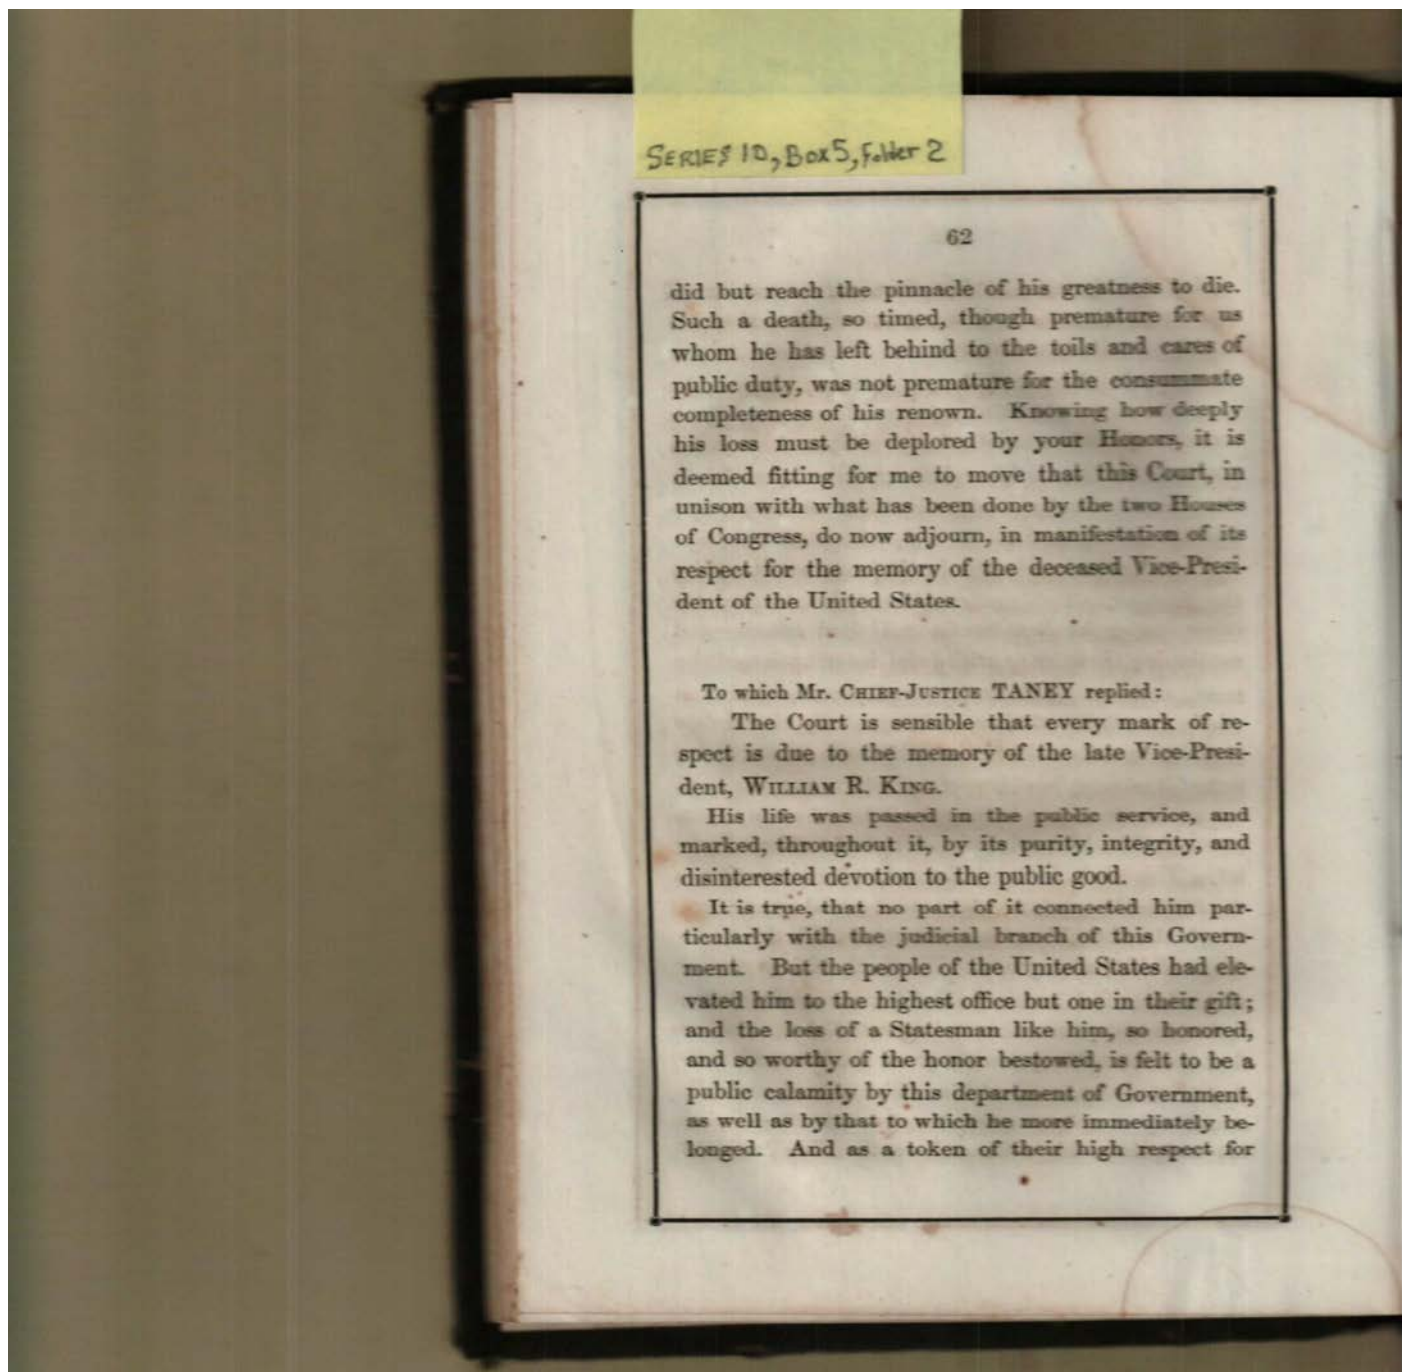 SERIES 1D, Box 5, Folder 2
62
did but reach the pinnacle of his greatness to die.
Such a death, so timed, though premature for us
whom he has left behind to the toils and cares of
public duty, was not premature for the consummate
completeness of his renown. Knowing how deeply
his loss must be deplored by your Honors, it is
deemed fitting for me to move that this Court, in
unison with what has been done by the two Houses
of Congress, do now adjourn, in manifestation of its
respect for the memory of the deceased Vice-Presi-
dent of the United States.
To which Mr. CHIEF-JUSTICE TANEY replied:
The Court is sensible that every mark of re-
spect is due to the memory of the late Vice-Presi-
dent, WILLIAM R. KING.
His life was passed in the public service, and
marked, throughout it, by its purity, integrity, and
disinterested devotion to the public good.
It is true, that no part of it connected him par-
ticularly with the judicial branch of this Govern-
ment. But the people of the United States had ele-
vated him to the highest office but one in their gift;
and the loss of a Statesman like him, so honored,
and so worthy of the honor bestowed, is felt to be a
public calamity by this department of Government,
as well as by that to which he more immediately be-
longed. And as a token of their high respect for